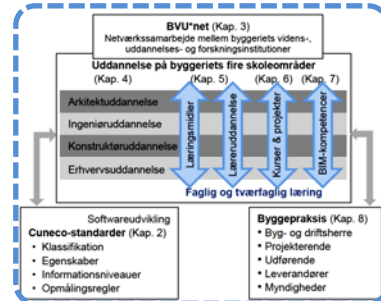 BVU*net (Kap. 3)
Netværkssamarbejde mellem byggeriets videns-,
uddannelses- og forskningsinstitutioner
Uddannelse på byggeriets fire skoleområder
(Kap. 4) (Kap. 5) (Kap. 6) (Kap. 7)
Arkitektuddannelse
Ingeniøruddannelse
Konstruktøruddannelse
Erhvervsuddannelse
Læringsmidler
Læreruddannelse
Kurser & projekter
BIM-kompetencer
Faglig og tværfaglig læring
Softwareudvikling
Cuneco-standarder (Kap. 2)
• Klassifikation
• Egenskaber
• Informationsniveauer
• Opmålingsregler
Byggepraksis (Kap. 8)
• Byg- og driftsherre
• Projekterende
• Udførende
• Leverandører
• Myndigheder